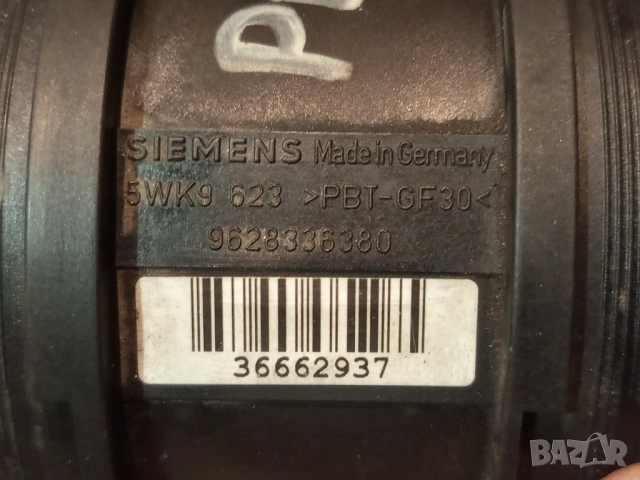 SIEMENS Made in Germany
5WK9 623 >PBT-GF30<
9628336380
36662937
BAZAR